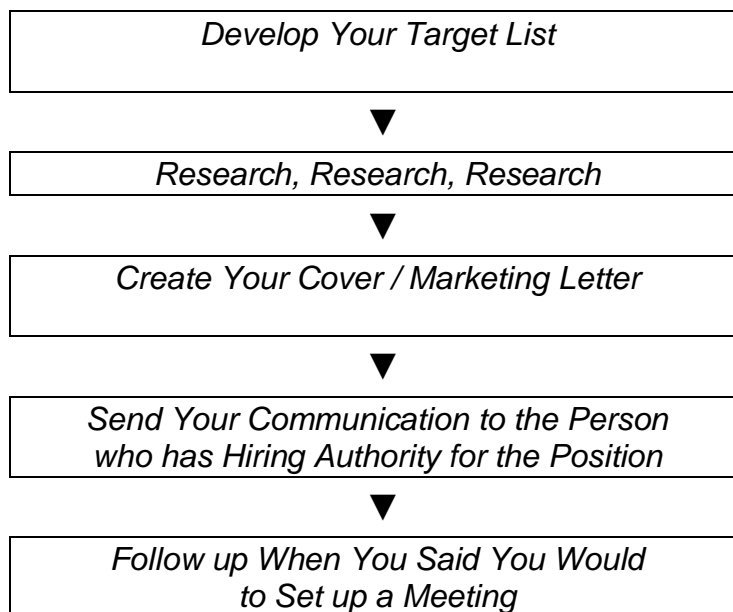 Develop Your Target List
Research, Research, Research
Create Your Cover / Marketing Letter
Send Your Communication to the Person
who has Hiring Authority for the Position
Follow up When You Said You Would
to Set up a Meeting